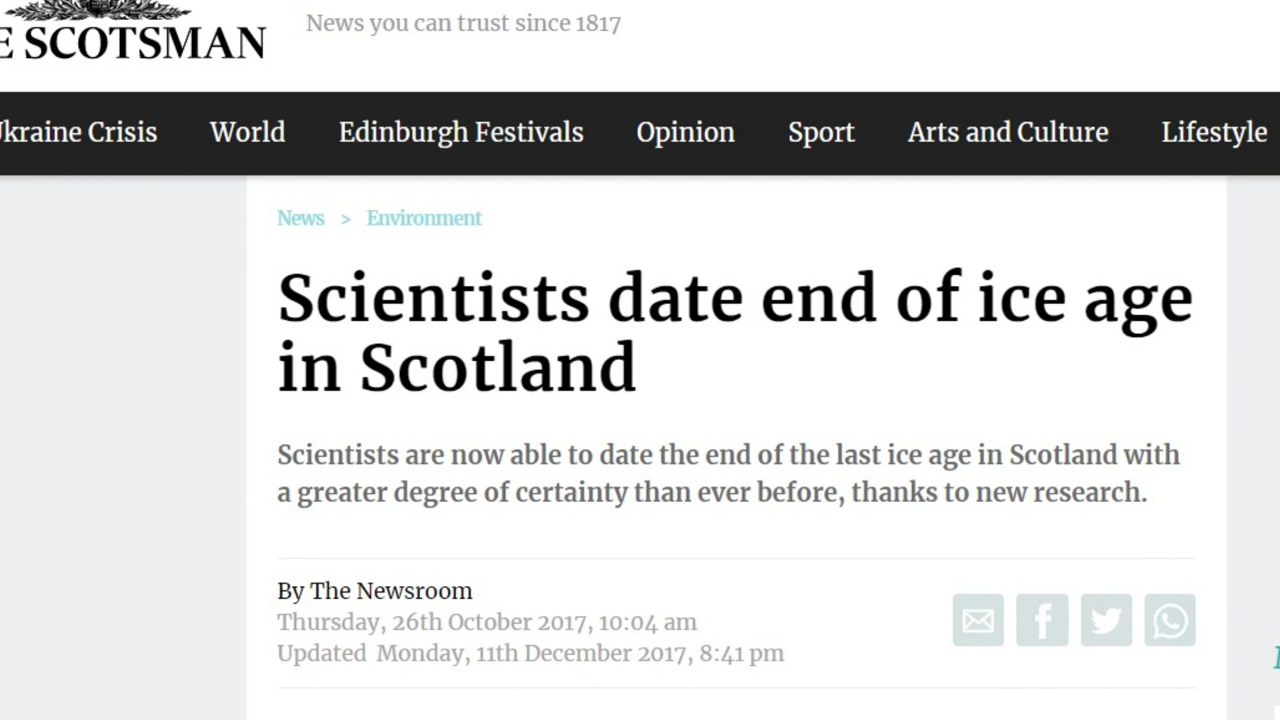 E SCOTSMAN
News you can trust since 1817
Ukraine Crisis World Edinburgh Festivals Opinion Sport Arts and Culture Lifestyle
News > Environment
Scientists date end of ice age
in Scotland
Scientists are now able to date the end of the last ice age in Scotland with
a greater degree of certainty than ever before, thanks to new research.
By The Newsroom
Thursday, 26th October 2017, 10:04 am
Updated Monday, 11th December 2017, 8:41 pm